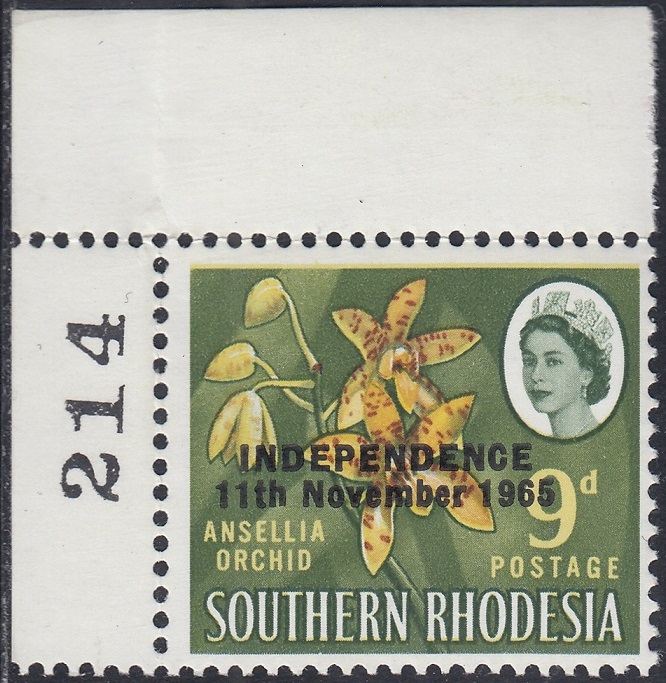 214
INDEPENDENCE
11th November 1965
9d
ANSELLIA
ORCHID
POSTAGE
SOUTHERN RHODESIA